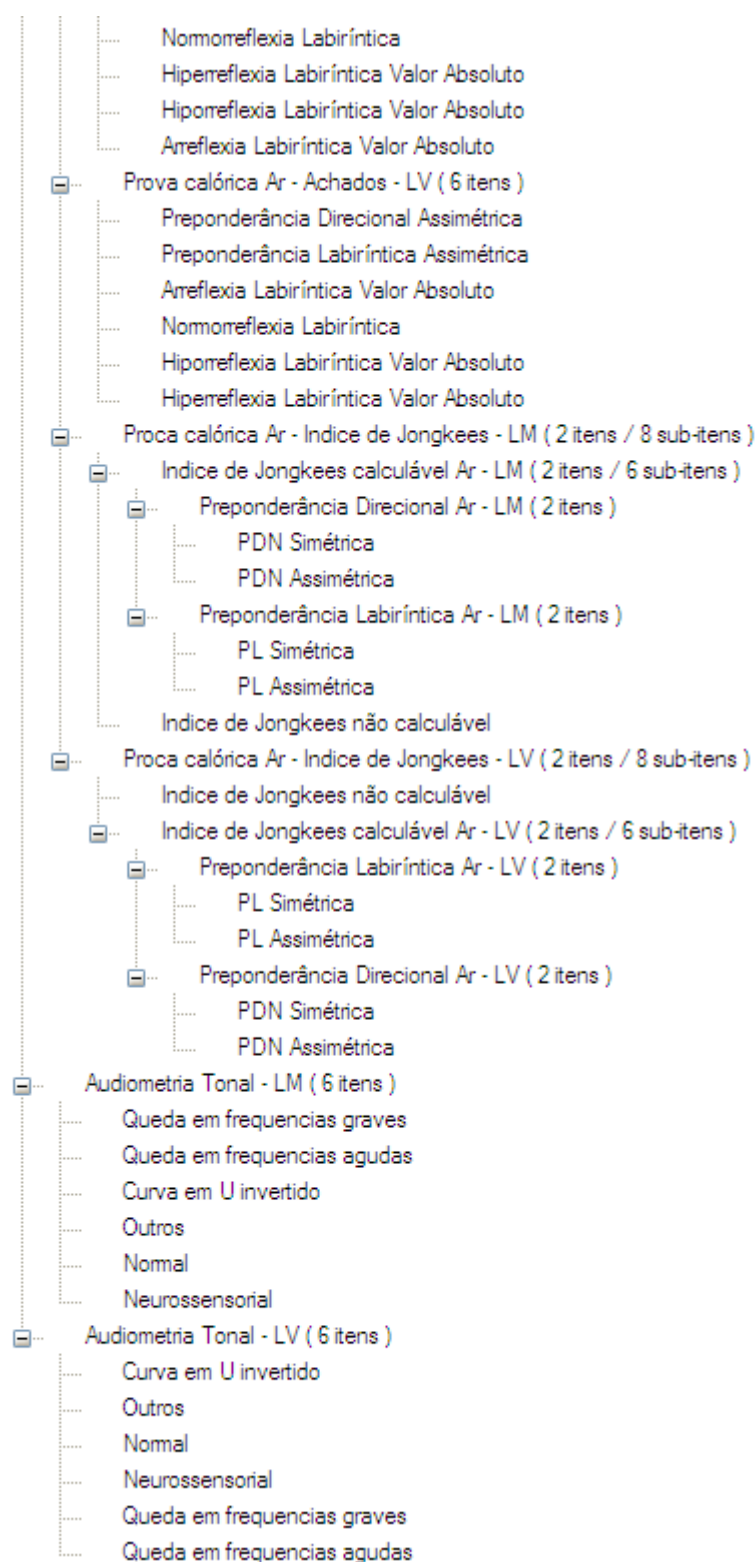 Normorreflexia Labiríntica
Hiperreflexia Labiríntica Valor Absoluto
Hiporreflexia Labiríntica Valor Absoluto
Arreflexia Labiríntica Valor Absoluto
Prova calórica Ar - Achados - LV ( 6 itens )
Preponderância Direcional Assimétrica
Preponderância Labiríntica Assimétrica
Arreflexia Labiríntica Valor Absoluto
Normorreflexia Labiríntica
Hiporreflexia Labiríntica Valor Absoluto
Hiperreflexia Labiríntica Valor Absoluto
Proca calórica Ar - Indice de Jongkees - LM ( 2 itens / 8 sub-itens )
Indice de Jongkees calculável Ar - LM ( 2 itens / 6 sub-itens )
Preponderância Direcional Ar - LM ( 2 itens )
PDN Simétrica
PDN Assimétrica
Preponderância Labiríntica Ar - LM ( 2 itens )
PL Simétrica
PL Assimétrica
Indice de Jongkees não calculável
Proca calórica Ar - Indice de Jongkees - LV ( 2 itens / 8 sub-itens )
Indice de Jongkees não calculável
Indice de Jongkees calculável Ar - LV ( 2 itens / 6 sub-itens )
Preponderância Labiríntica Ar - LV ( 2 itens )
PL Simétrica
PL Assimétrica
Preponderância Direcional Ar - LV ( 2 itens )
PDN Simétrica
PDN Assimétrica
Audiometria Tonal - LM ( 6 itens )
Queda em frequencias graves
Queda em frequencias agudas
Curva em U invertido
Outros
Normal
Neurossensorial
Audiometria Tonal - LV ( 6 itens )
Curva em U invertido
Outros
Normal
Neurossensorial
Queda em frequencias graves
Queda em frequencias agudas